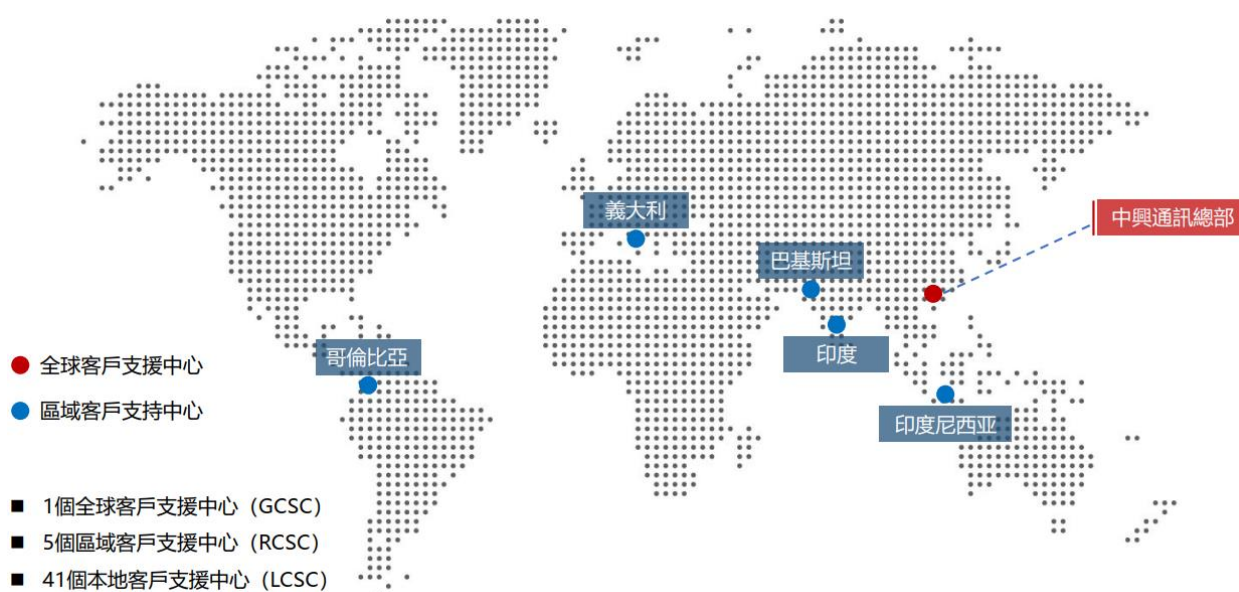 義大利
中興通訊總部
巴基斯坦
哥倫比亞
印度
印度尼西亚
全球客戶支援中心
區域客戶支持中心
■ 1個全球客戶支援中心（GCSC）
■ 5個區域客戶支援中心（RCSC）
■ 41個本地客戶支援中心（LCSC）